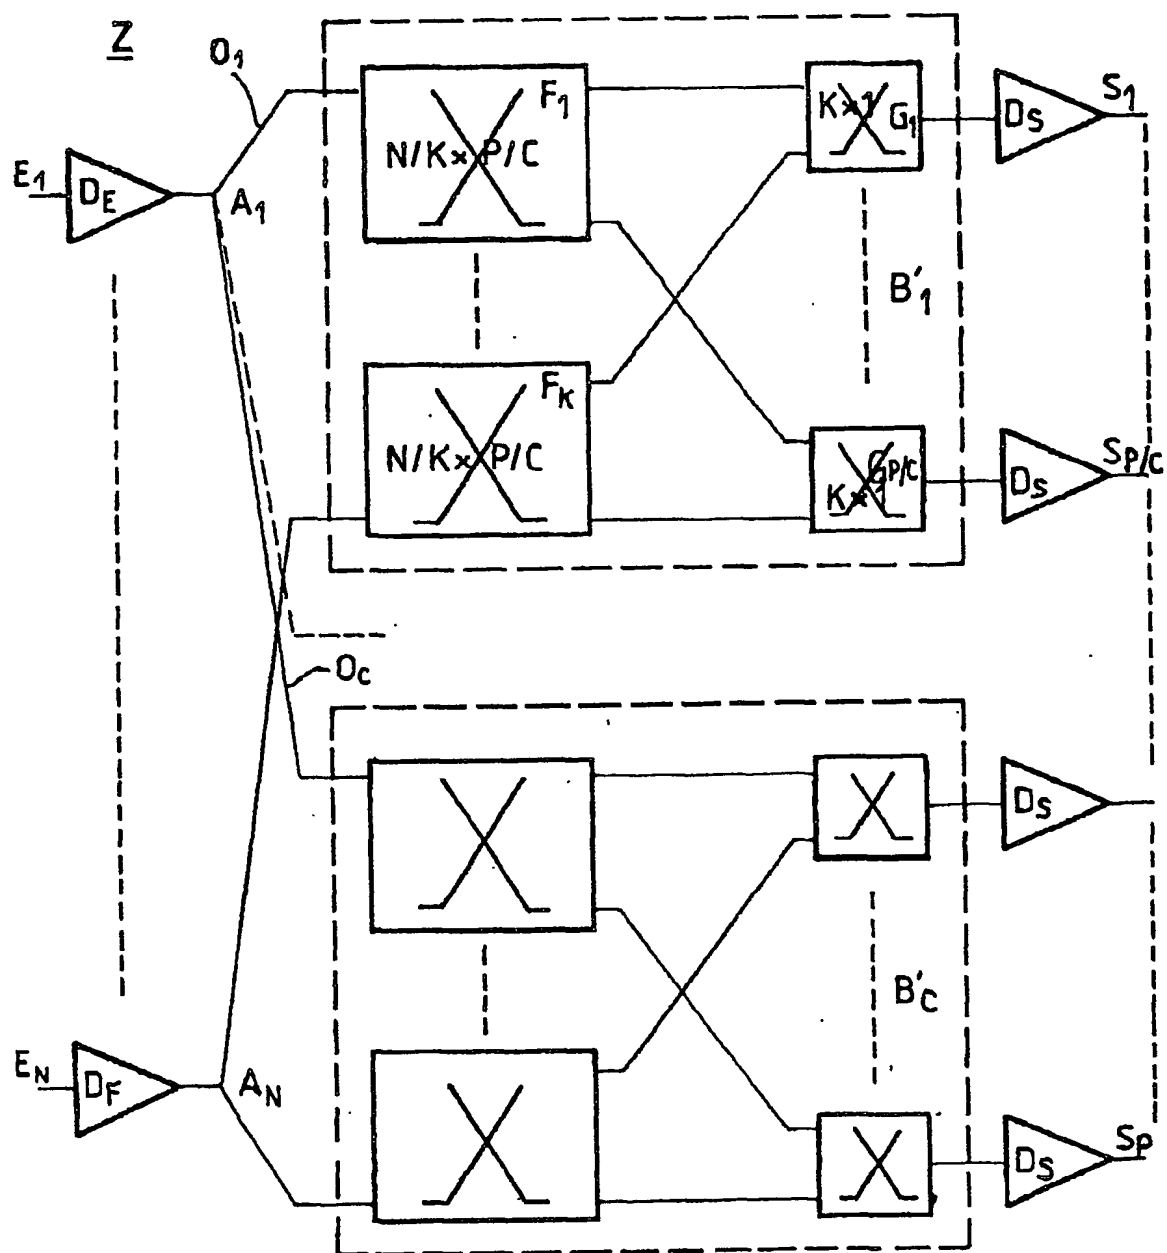 Z
O1
F1
N/K×P/C
K×1
G1
DS
S1
E1
DE
A1
B'1
FK
N/K×P/C
GP/C
K×1
DS
SP/C
OC
DS
B'C
EN
DF
AN
DS
SP